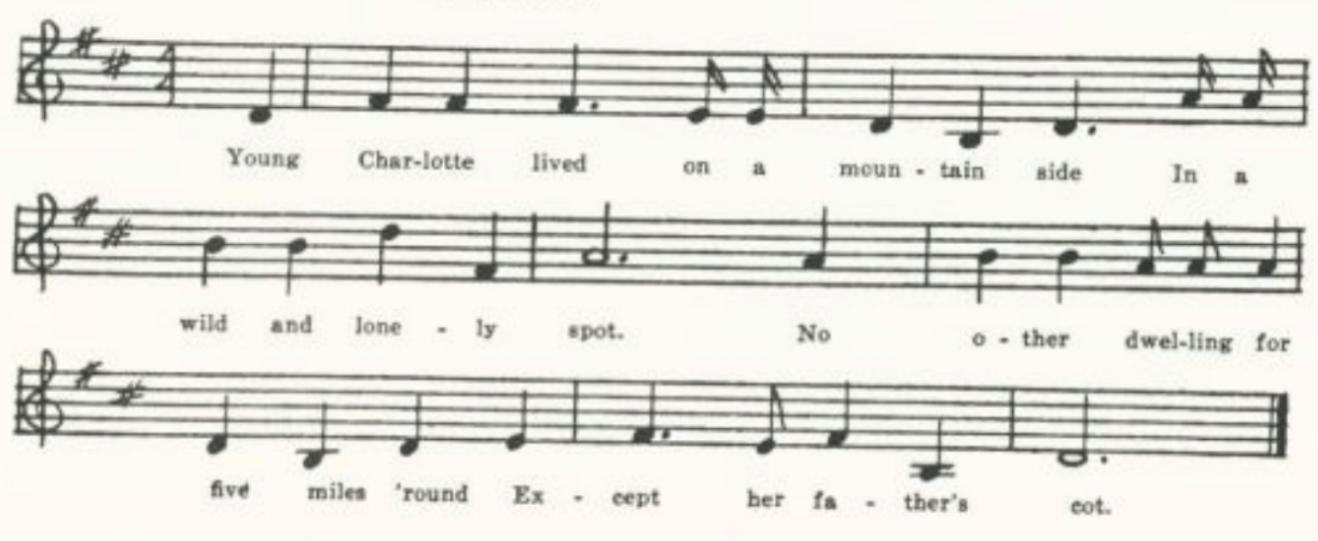 Young Char-lotte lived on a moun - tain side In a
wild and lone - ly spot. No o - ther dwel-ling for
five miles 'round Ex - cept her fa - ther's cot.